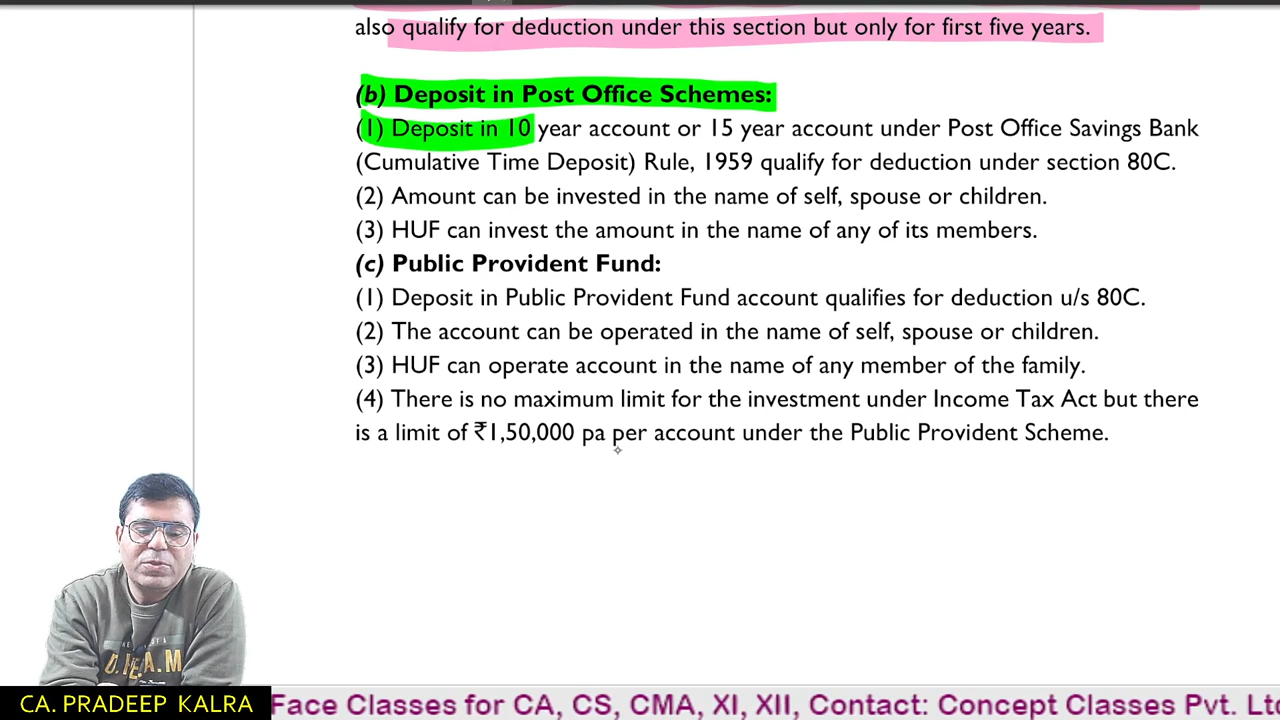 also qualify for deduction under this section but only for first five years.
(b) Deposit in Post Office Schemes:
(1) Deposit in 10 year account or 15 year account under Post Office Savings Bank
(Cumulative Time Deposit) Rule, 1959 qualify for deduction under section 80C.
(2) Amount can be invested in the name of self, spouse or children.
(3) HUF can invest the amount in the name of any of its members.
(c) Public Provident Fund:
(1) Deposit in Public Provident Fund account qualifies for deduction u/s 80C.
(2) The account can be operated in the name of self, spouse or children.
(3) HUF can operate account in the name of any member of the family.
(4) There is no maximum limit for the investment under Income Tax Act but there
is a limit of ₹1,50,000 pa per account under the Public Provident Scheme.
CA. PRADEEP KALRA
Face Classes for CA, CS, CMA, XI, XII, Contact: Concept Classes Pvt. Ltd